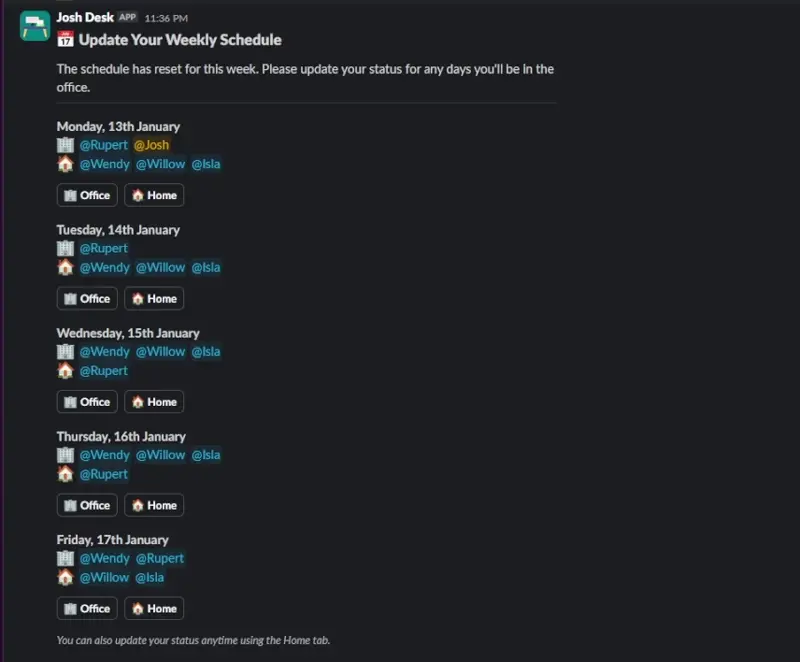 Josh Desk APP 11:36 PM
📅 Update Your Weekly Schedule
The schedule has reset for this week. Please update your status for any days you'll be in the
office.
Monday, 13th January
🏢 @Rupert @Josh
🏠 @Wendy @Willow @Isla
🏢 Office 🏠 Home
Tuesday, 14th January
🏢 @Rupert
🏠 @Wendy @Willow @Isla
🏢 Office 🏠 Home
Wednesday, 15th January
🏢 @Wendy @Willow @Isla
🏠 @Rupert
🏢 Office 🏠 Home
Thursday, 16th January
🏢 @Wendy @Willow @Isla
🏠 @Rupert
🏢 Office 🏠 Home
Friday, 17th January
🏢 @Wendy @Rupert
🏠 @Willow @Isla
🏢 Office 🏠 Home
You can also update your status anytime using the Home tab.